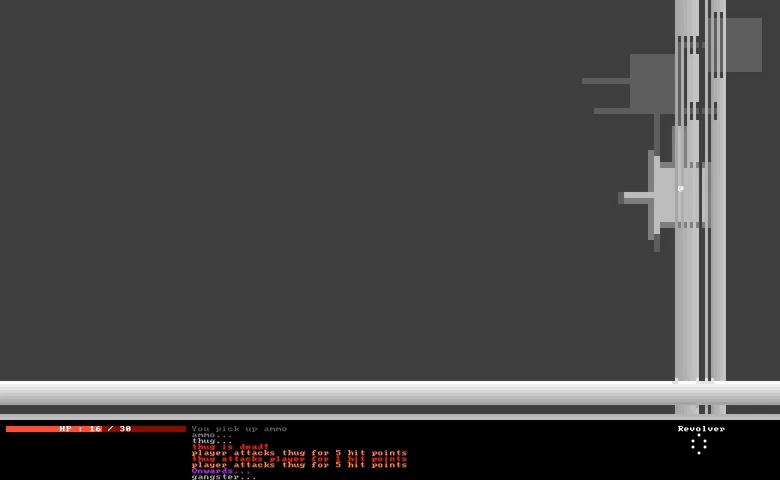 HP : 16 / 30
You pick up ammo
ammo...
thug...
thug is dead!
player attacks thug for 5 hit points
thug attacks player for 1 hit points
player attacks thug for 5 hit points
Onwards...
gangster...
Revolver